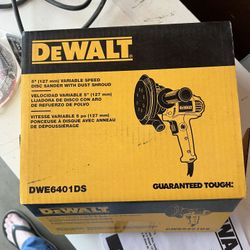 DEWALT
5" (127 mm) VARIABLE SPEED
DISC SANDER WITH DUST SHROUD
VELOCIDAD VARIABLE 5" (127 mm)
LIJADORA DE DISCO CON ARO
DE REFUERZO DE POLVO
VITESSE VARIABLE 5 po (127 mm)
PONCEUSE À DISQUE AVEC ANNEAU
DE DÉPOUSSIÉRAGE
DWE6401DS
GUARANTEED TOUGH.
DEWALT